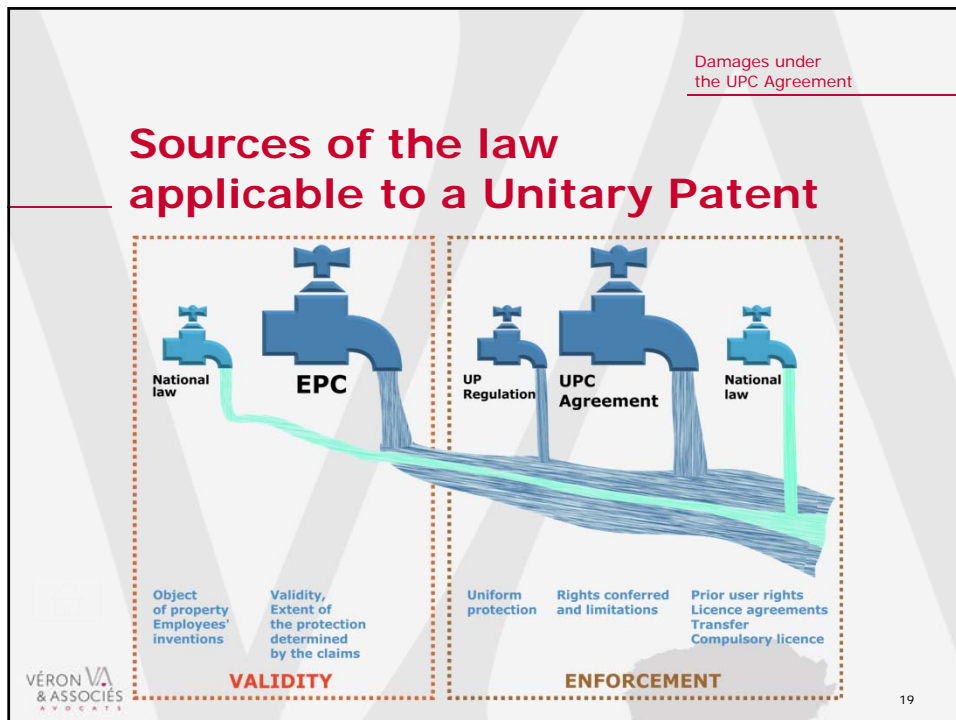 Damages under
the UPC Agreement
Sources of the law
applicable to a Unitary Patent
National
law
EPC
UP
Regulation
UPC
Agreement
National
law
Object
of property
Employees'
inventions
Validity,
Extent of
the protection
determined
by the claims
Uniform
protection
Rights conferred
and limitations
Prior user rights
Licence agreements
Transfer
Compulsory licence
VALIDITY
ENFORCEMENT
VÉRON VA
& ASSOCIÉS
AVOCATS
19